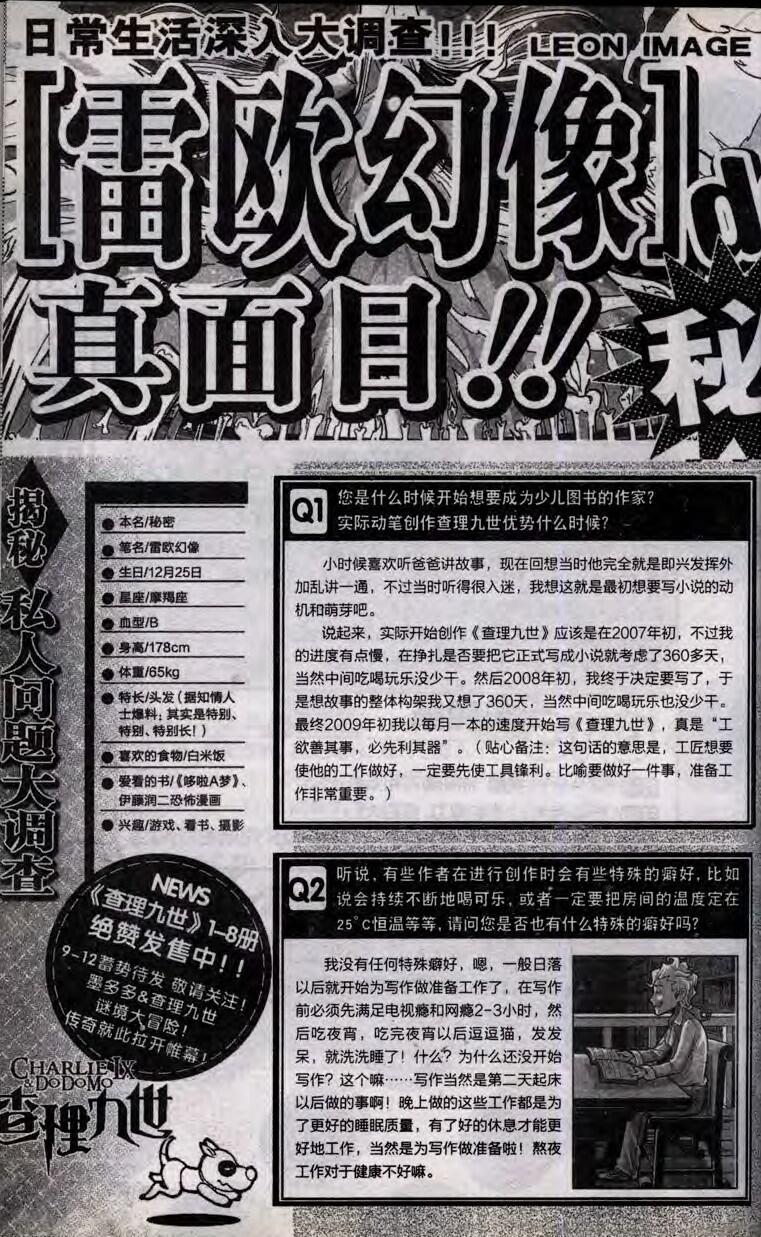 日常生活深入大调查!!! LEON IMAGE
[雷欧幻像]
真面目!!
秘
揭秘
私人问题大调查
●本名/秘密
●笔名/雷欧幻像
●生日/12月25日
●星座/摩羯座
●血型/B
●身高/178cm
●体重/65kg
●特长/头发(据知情人
士爆料:其实是特别、
特别、特别长!)
●喜欢的食物/白米饭
●爱看的书/《哆啦A梦》、
伊藤润二恐怖漫画
●兴趣/游戏、看书、摄影
NEWS
《查理九世》1-8册
绝赞发售中!!
9-12蓄势待发 敬请关注!
墨多多&查理九世
谜境大冒险!
传奇就此拉开帷幕!
CHARLIE IX
&DODOMO
查理九世
Q1
您是什么时候开始想要成为少儿图书的作家?
实际动笔创作查理九世优势什么时候?
小时候喜欢听爸爸讲故事,现在回想当时他完全就是即兴发挥外
加乱讲一通,不过当时听得很入迷,我想这就是最初想要写小说的动
机和萌芽吧。
说起来,实际开始创作《查理九世》应该是在2007年初,不过我
的进度有点慢,在挣扎是否要把它正式写成小说就考虑了360多天,
当然中间吃喝玩乐没少干。然后2008年初,我终于决定要写了,于
是想故事的整体构架我又想了360天,当然中间吃喝玩乐也没少干。
最终2009年初我以每月一本的速度开始写《查理九世》,真是“工
欲善其事,必先利其器”。(贴心备注:这句话的意思是,工匠想要
使他的工作做好,一定要先使工具锋利。比喻要做好一件事,准备工
作非常重要。)
Q2
听说,有些作者在进行创作时会有些特殊的癖好,比如
说会持续不断地喝可乐,或者一定要把房间的温度定在
25°C恒温等等,请问您是否也有什么特殊的癖好吗?
我没有任何特殊癖好,嗯,一般日落
以后就开始为写作做准备工作了,在写作
前必须先满足电视瘾和网瘾2-3小时,然
后吃夜宵,吃完夜宵以后逗逗猫,发发
呆,就洗洗睡了!什么?为什么还没开始
写作?这个嘛……写作当然是第二天起床
以后做的事啊!晚上做的这些工作都是为
了更好的睡眠质量,有了好的休息才能更
好地工作,当然是为写作做准备啦!熬夜
工作对于健康不好嘛。